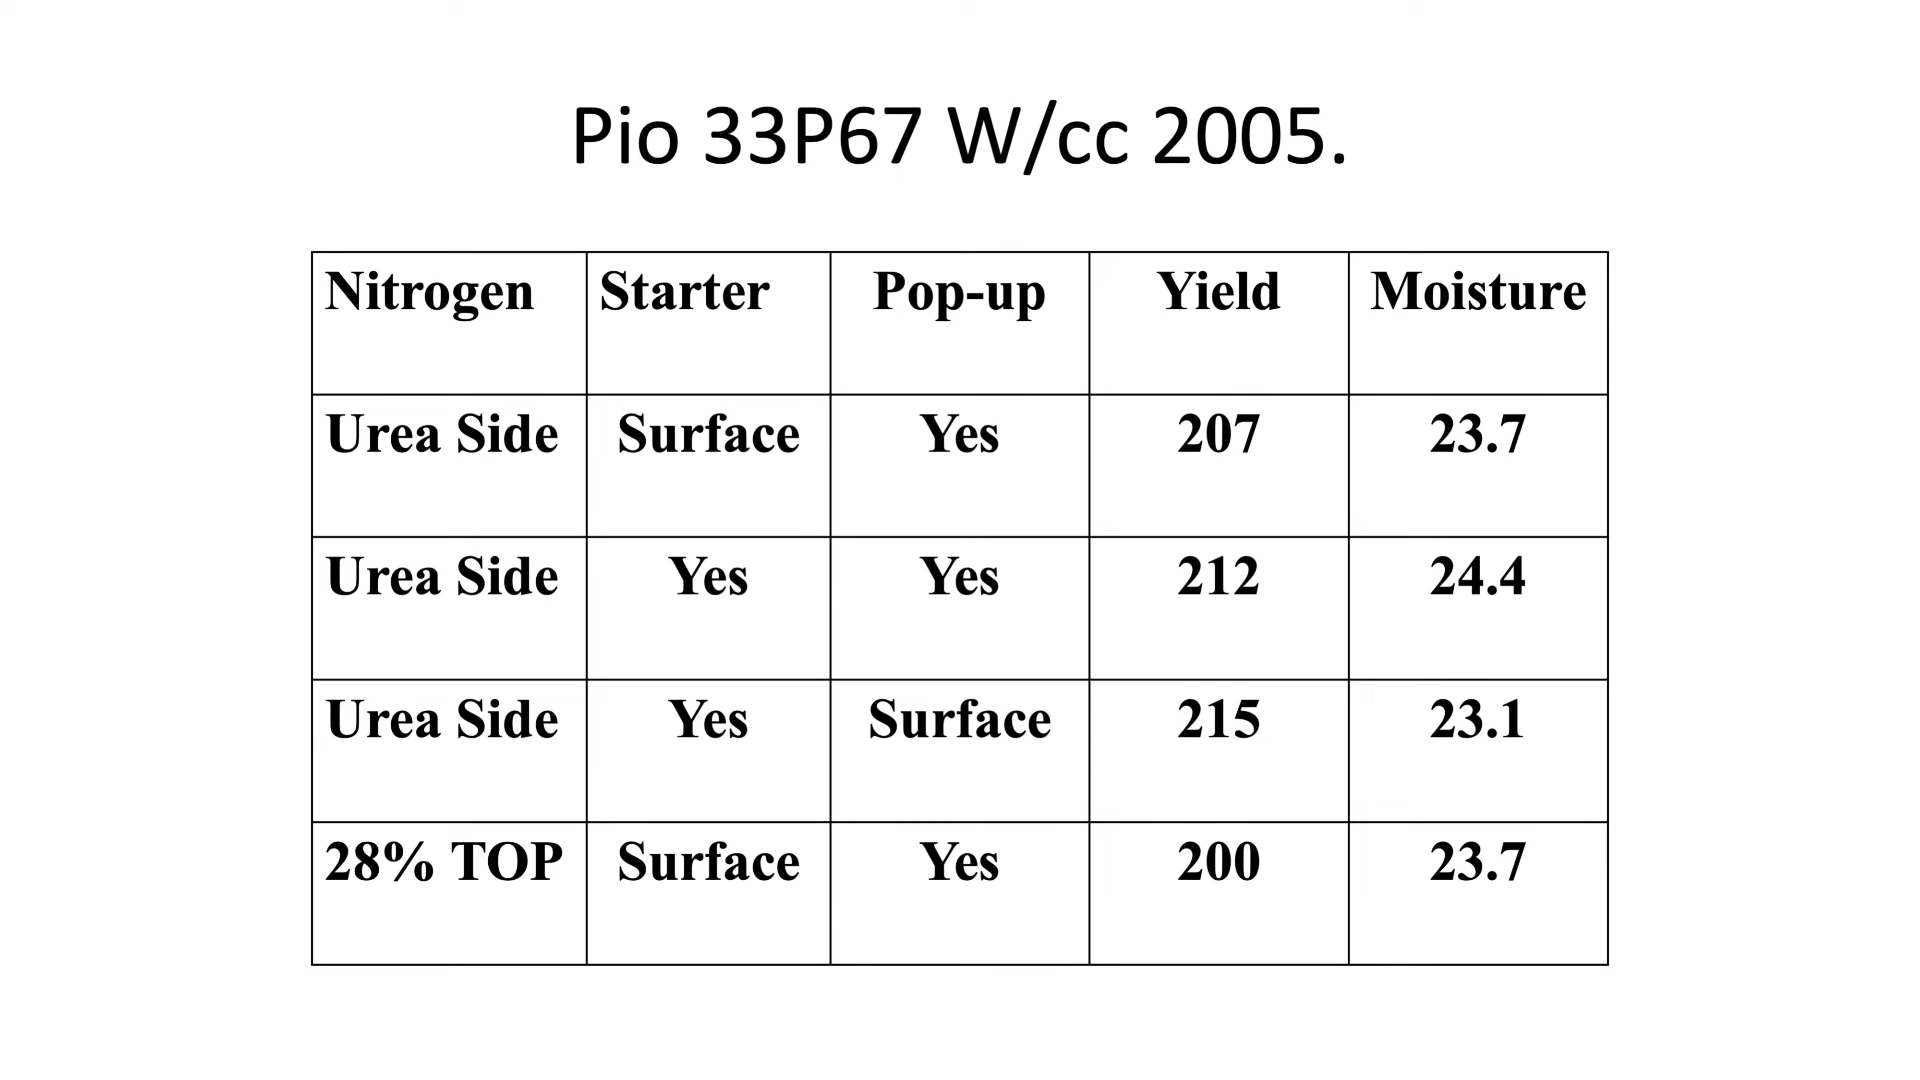 Pio 33P67 W/cc 2005.
Nitrogen Starter Pop-up Yield Moisture
Urea Side Surface Yes 207 23.7
Urea Side Yes Yes 212 24.4
Urea Side Yes Surface 215 23.1
28% TOP Surface Yes 200 23.7